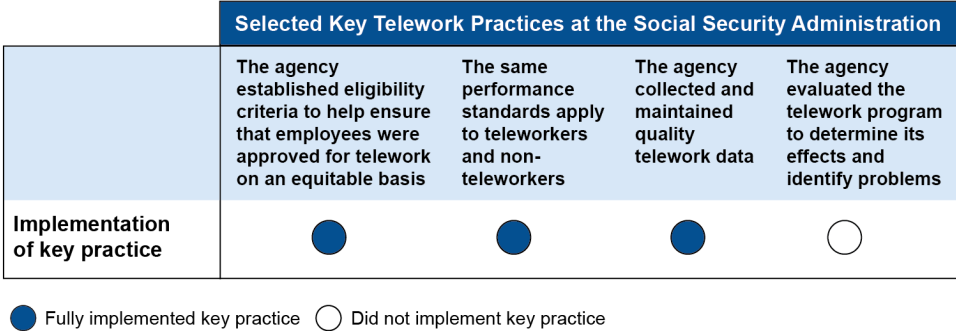 Selected Key Telework Practices at the Social Security Administration
The agency
established eligibility
criteria to help ensure
that employees were
approved for telework
on an equitable basis
The same
performance
standards apply
to teleworkers
and non-
teleworkers
The agency
collected and
maintained
quality
telework data
The agency
evaluated the
telework program
to determine its
effects and
identify problems
Implementation
of key practice
Fully implemented key practice
Did not implement key practice